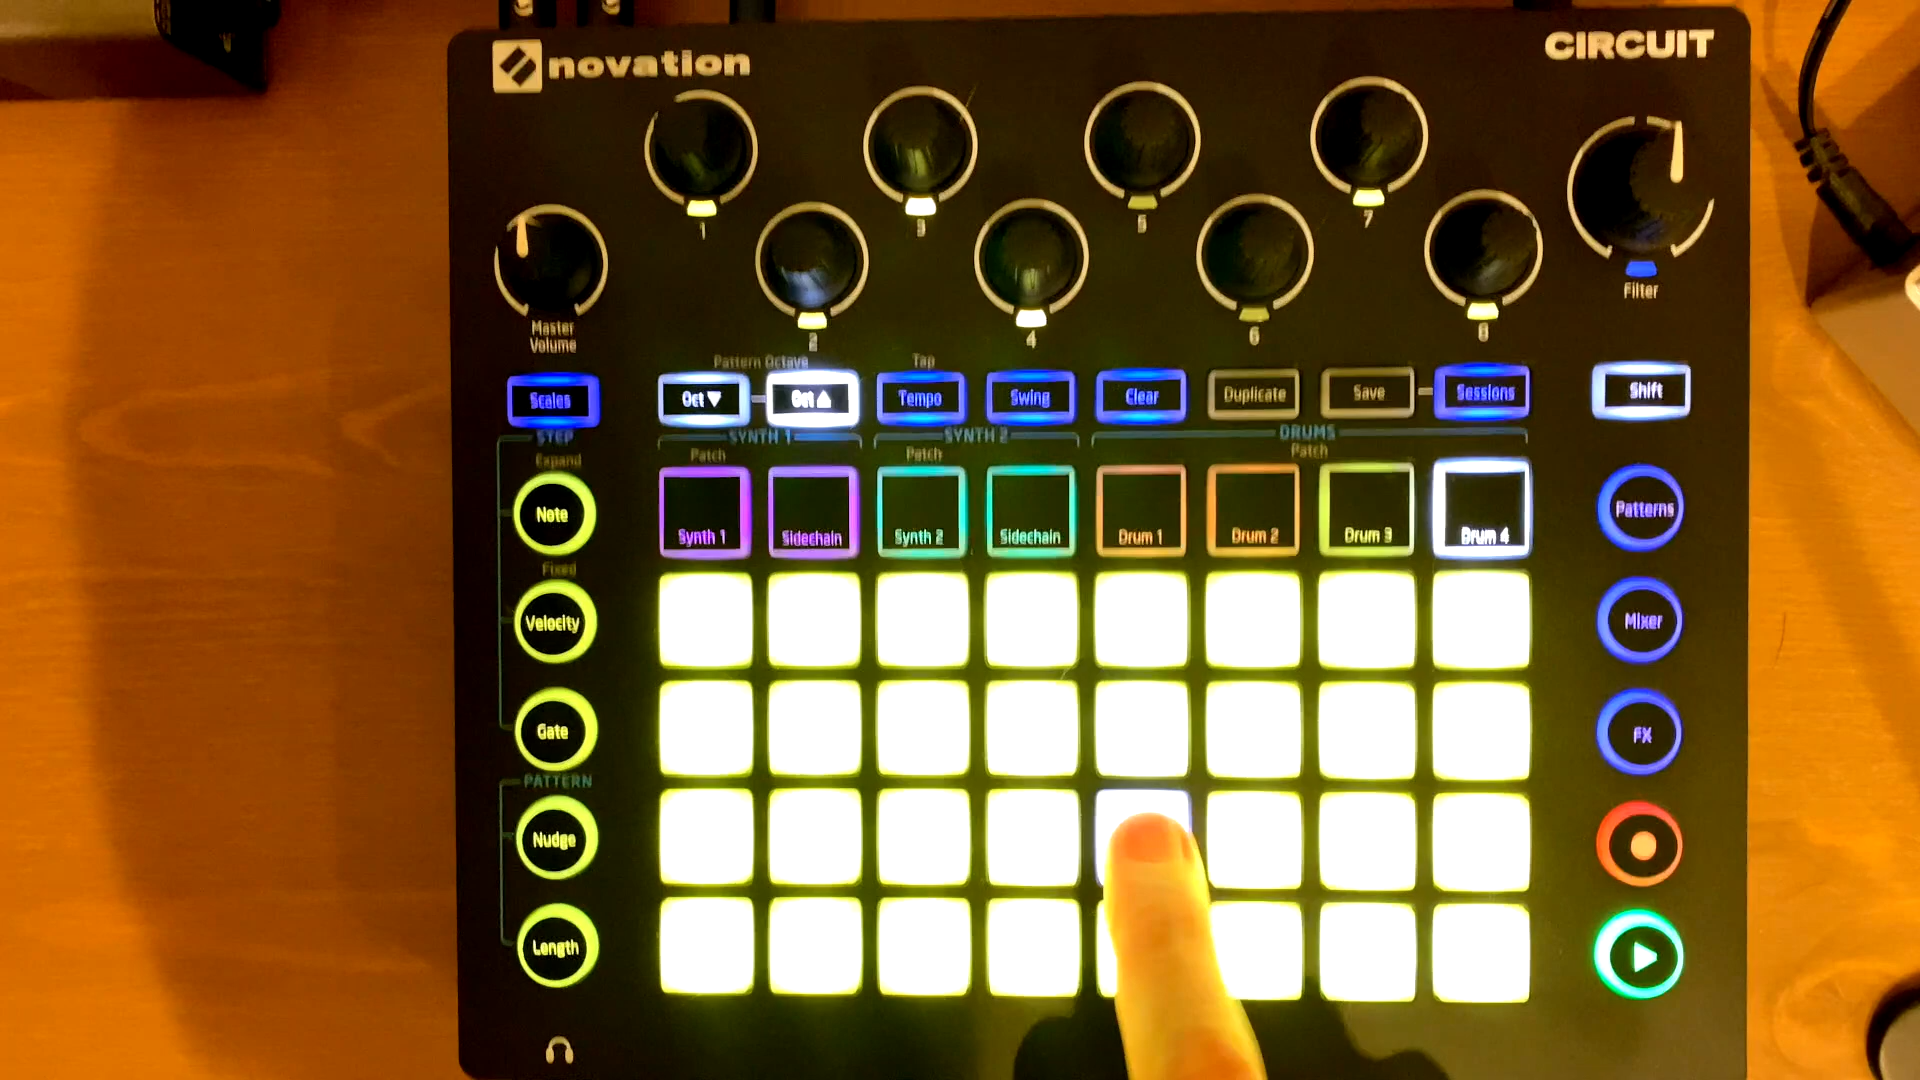 novation
CIRCUIT
1
3
5
7
2
4
6
8
Master
Volume
Filter
Pattern Octave
Tap
Scales
Oct ▼
Oct ▲
Tempo
Swing
Clear
Duplicate
Save
Sessions
Shift
STEP
SYNTH 1
SYNTH 2
DRUMS
Expand
Patch
Patch
Patch
Note
Synth 1
Sidechain
Synth 2
Sidechain
Drum 1
Drum 2
Drum 3
Drum 4
Patterns
Fixed
Velocity
Mixer
Gate
FX
PATTERN
Nudge
Length